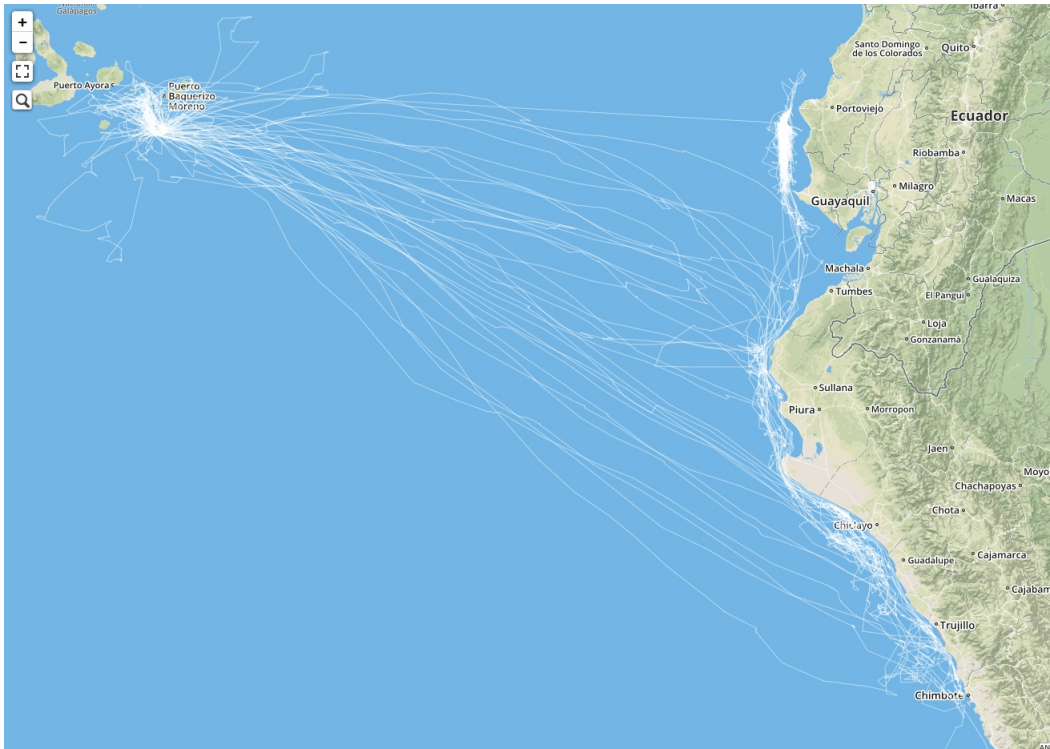 Galápagos
Ibarra
+
−
Santo Domingo
de los Colorados
Quito
Puerto Ayora
Puerto
Baquerizo
Moreno
Portoviejo
Ecuador
Riobamba
Guayaquil
Milagro
Macas
Machala
Gualaquiza
Tumbes
El Pangui
Loja
Gonzanamá
Sullana
Piura
Morropon
Jaen
Moyo
Chachapoyas
Chota
Chiclayo
Guadalupe
Cajamarca
Cajabam
Trujillo
Chimbote